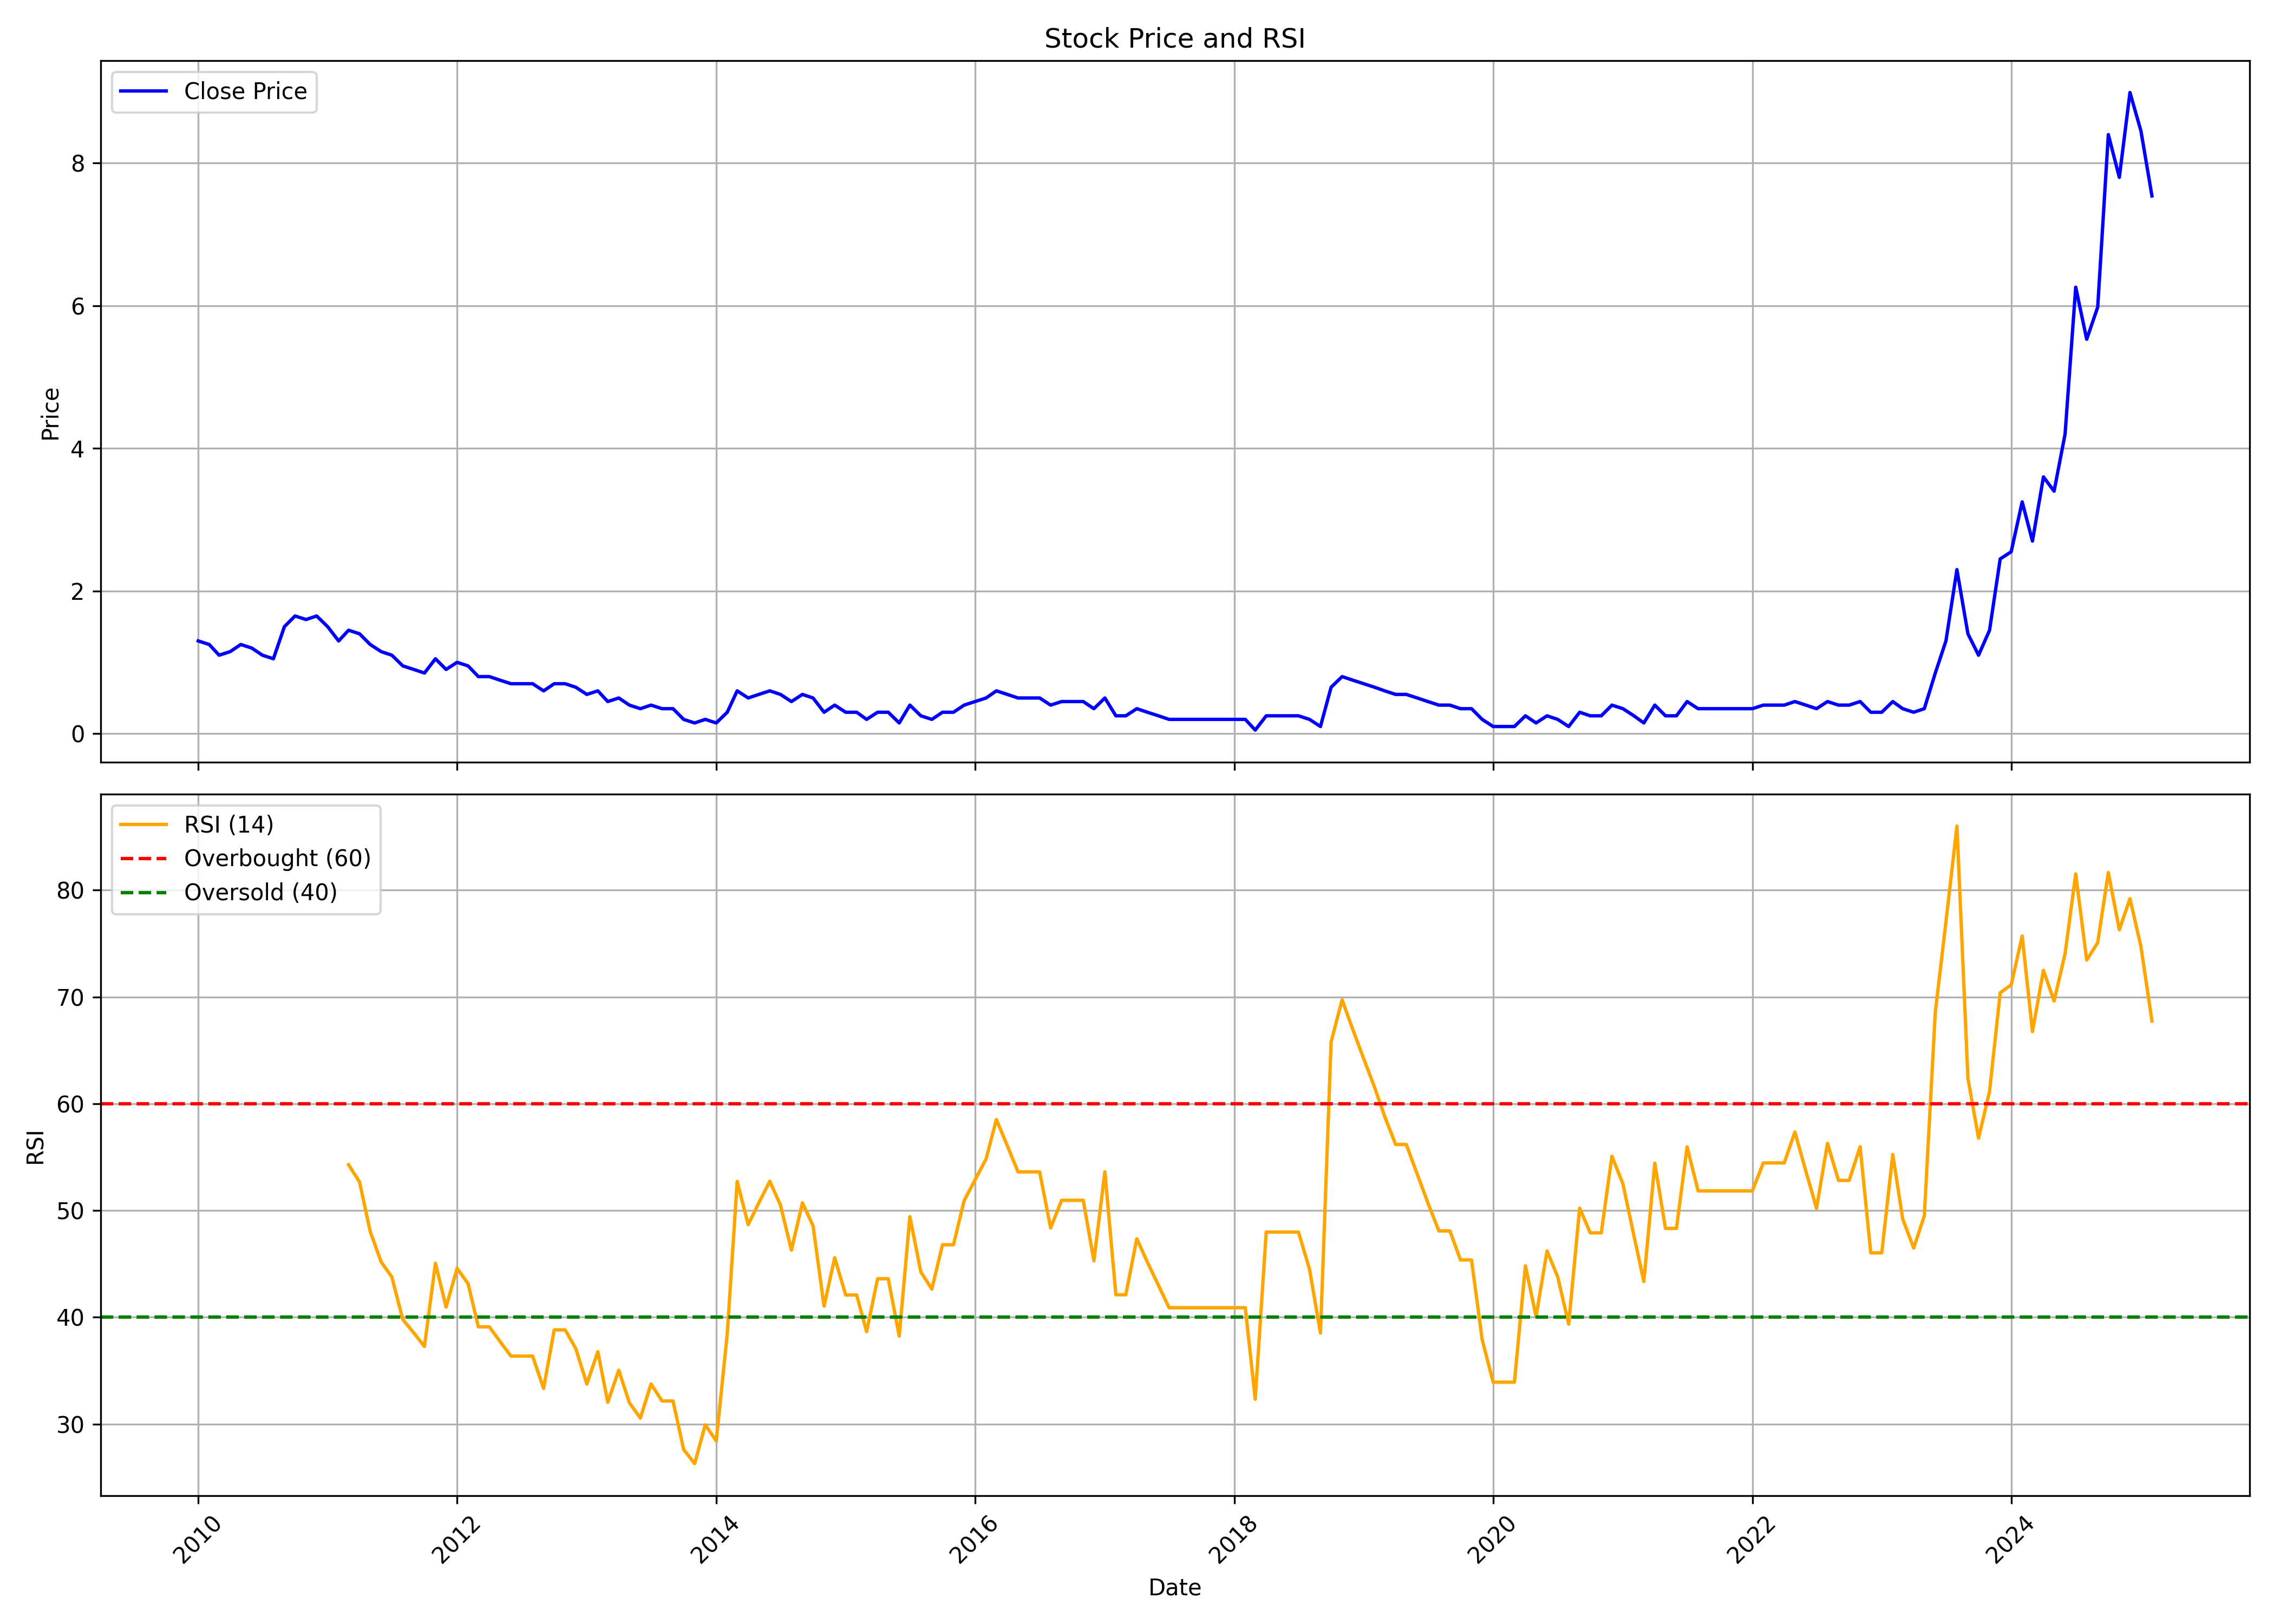 Stock Price and RSI
Close Price
8
6
4
2
0
Price
RSI (14)
Overbought (60)
Oversold (40)
80
70
60
50
40
30
RSI
2010
2012
2014
2016
2018
2020
2022
2024
Date